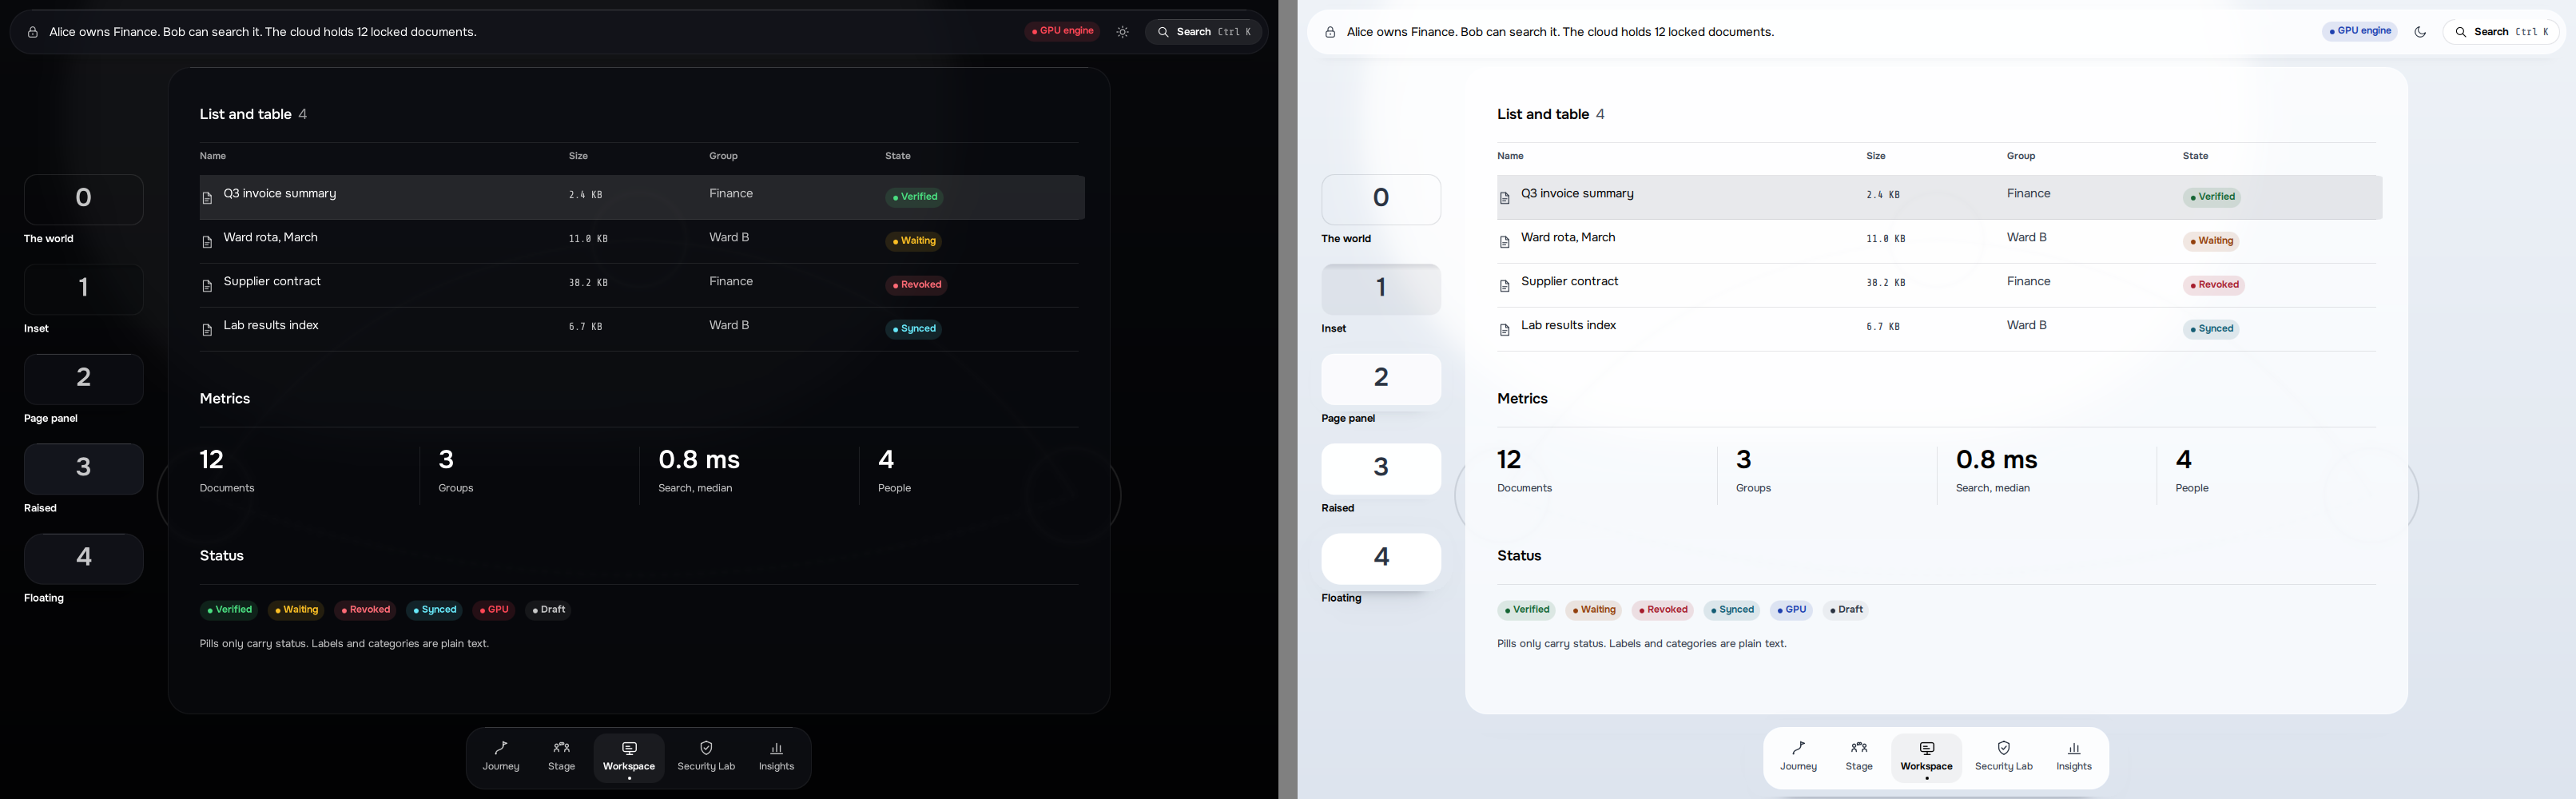 Alice owns Finance. Bob can search it. The cloud holds 12 locked documents.
GPU engine
Search Ctrl K
0
The world
1
Inset
2
Page panel
3
Raised
4
Floating
List and table 4
Name Size Group State
Q3 invoice summary 2.4 KB Finance Verified
Ward rota, March 11.0 KB Ward B Waiting
Supplier contract 38.2 KB Finance Revoked
Lab results index 6.7 KB Ward B Synced
Metrics
12 3 0.8 ms 4
Documents Groups Search, median People
Status
Verified Waiting Revoked Synced GPU Draft
Pills only carry status. Labels and categories are plain text.
Journey Stage Workspace Security Lab Insights
Alice owns Finance. Bob can search it. The cloud holds 12 locked documents.
GPU engine
Search Ctrl K
0
The world
1
Inset
2
Page panel
3
Raised
4
Floating
List and table 4
Name Size Group State
Q3 invoice summary 2.4 KB Finance Verified
Ward rota, March 11.0 KB Ward B Waiting
Supplier contract 38.2 KB Finance Revoked
Lab results index 6.7 KB Ward B Synced
Metrics
12 3 0.8 ms 4
Documents Groups Search, median People
Status
Verified Waiting Revoked Synced GPU Draft
Pills only carry status. Labels and categories are plain text.
Journey Stage Workspace Security Lab Insights